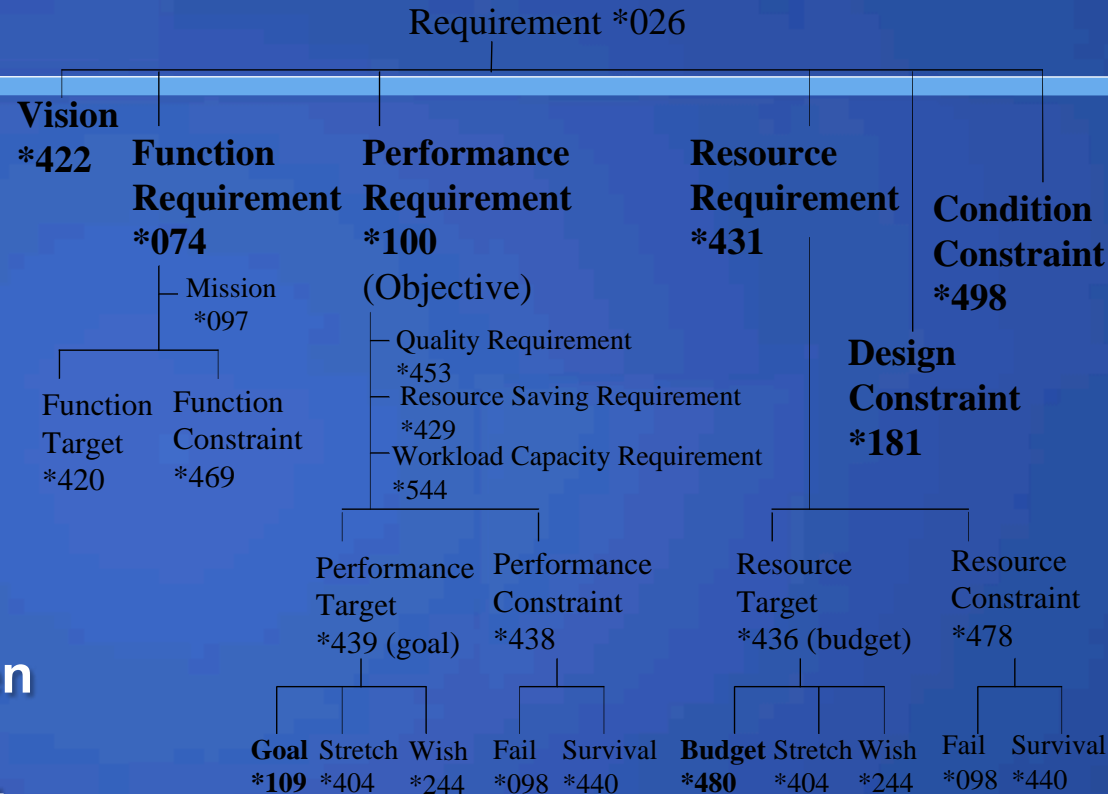 Requirement *026
Vision
*422
Function
Requirement
*074
Mission
*097
Function
Target
*420
Function
Constraint
*469
Performance
Requirement
*100
(Objective)
Quality Requirement
*453
Resource Saving Requirement
*429
Workload Capacity Requirement
*544
Performance
Target
*439 (goal)
Goal
*109
Stretch
*404
Wish
*244
Performance
Constraint
*438
Fail
*098
Survival
*440
Resource
Requirement
*431
Resource
Target
*436 (budget)
Budget
*480
Stretch
*404
Wish
*244
Resource
Constraint
*478
Fail
*098
Survival
*440
Design
Constraint
*181
Condition
Constraint
*498
n